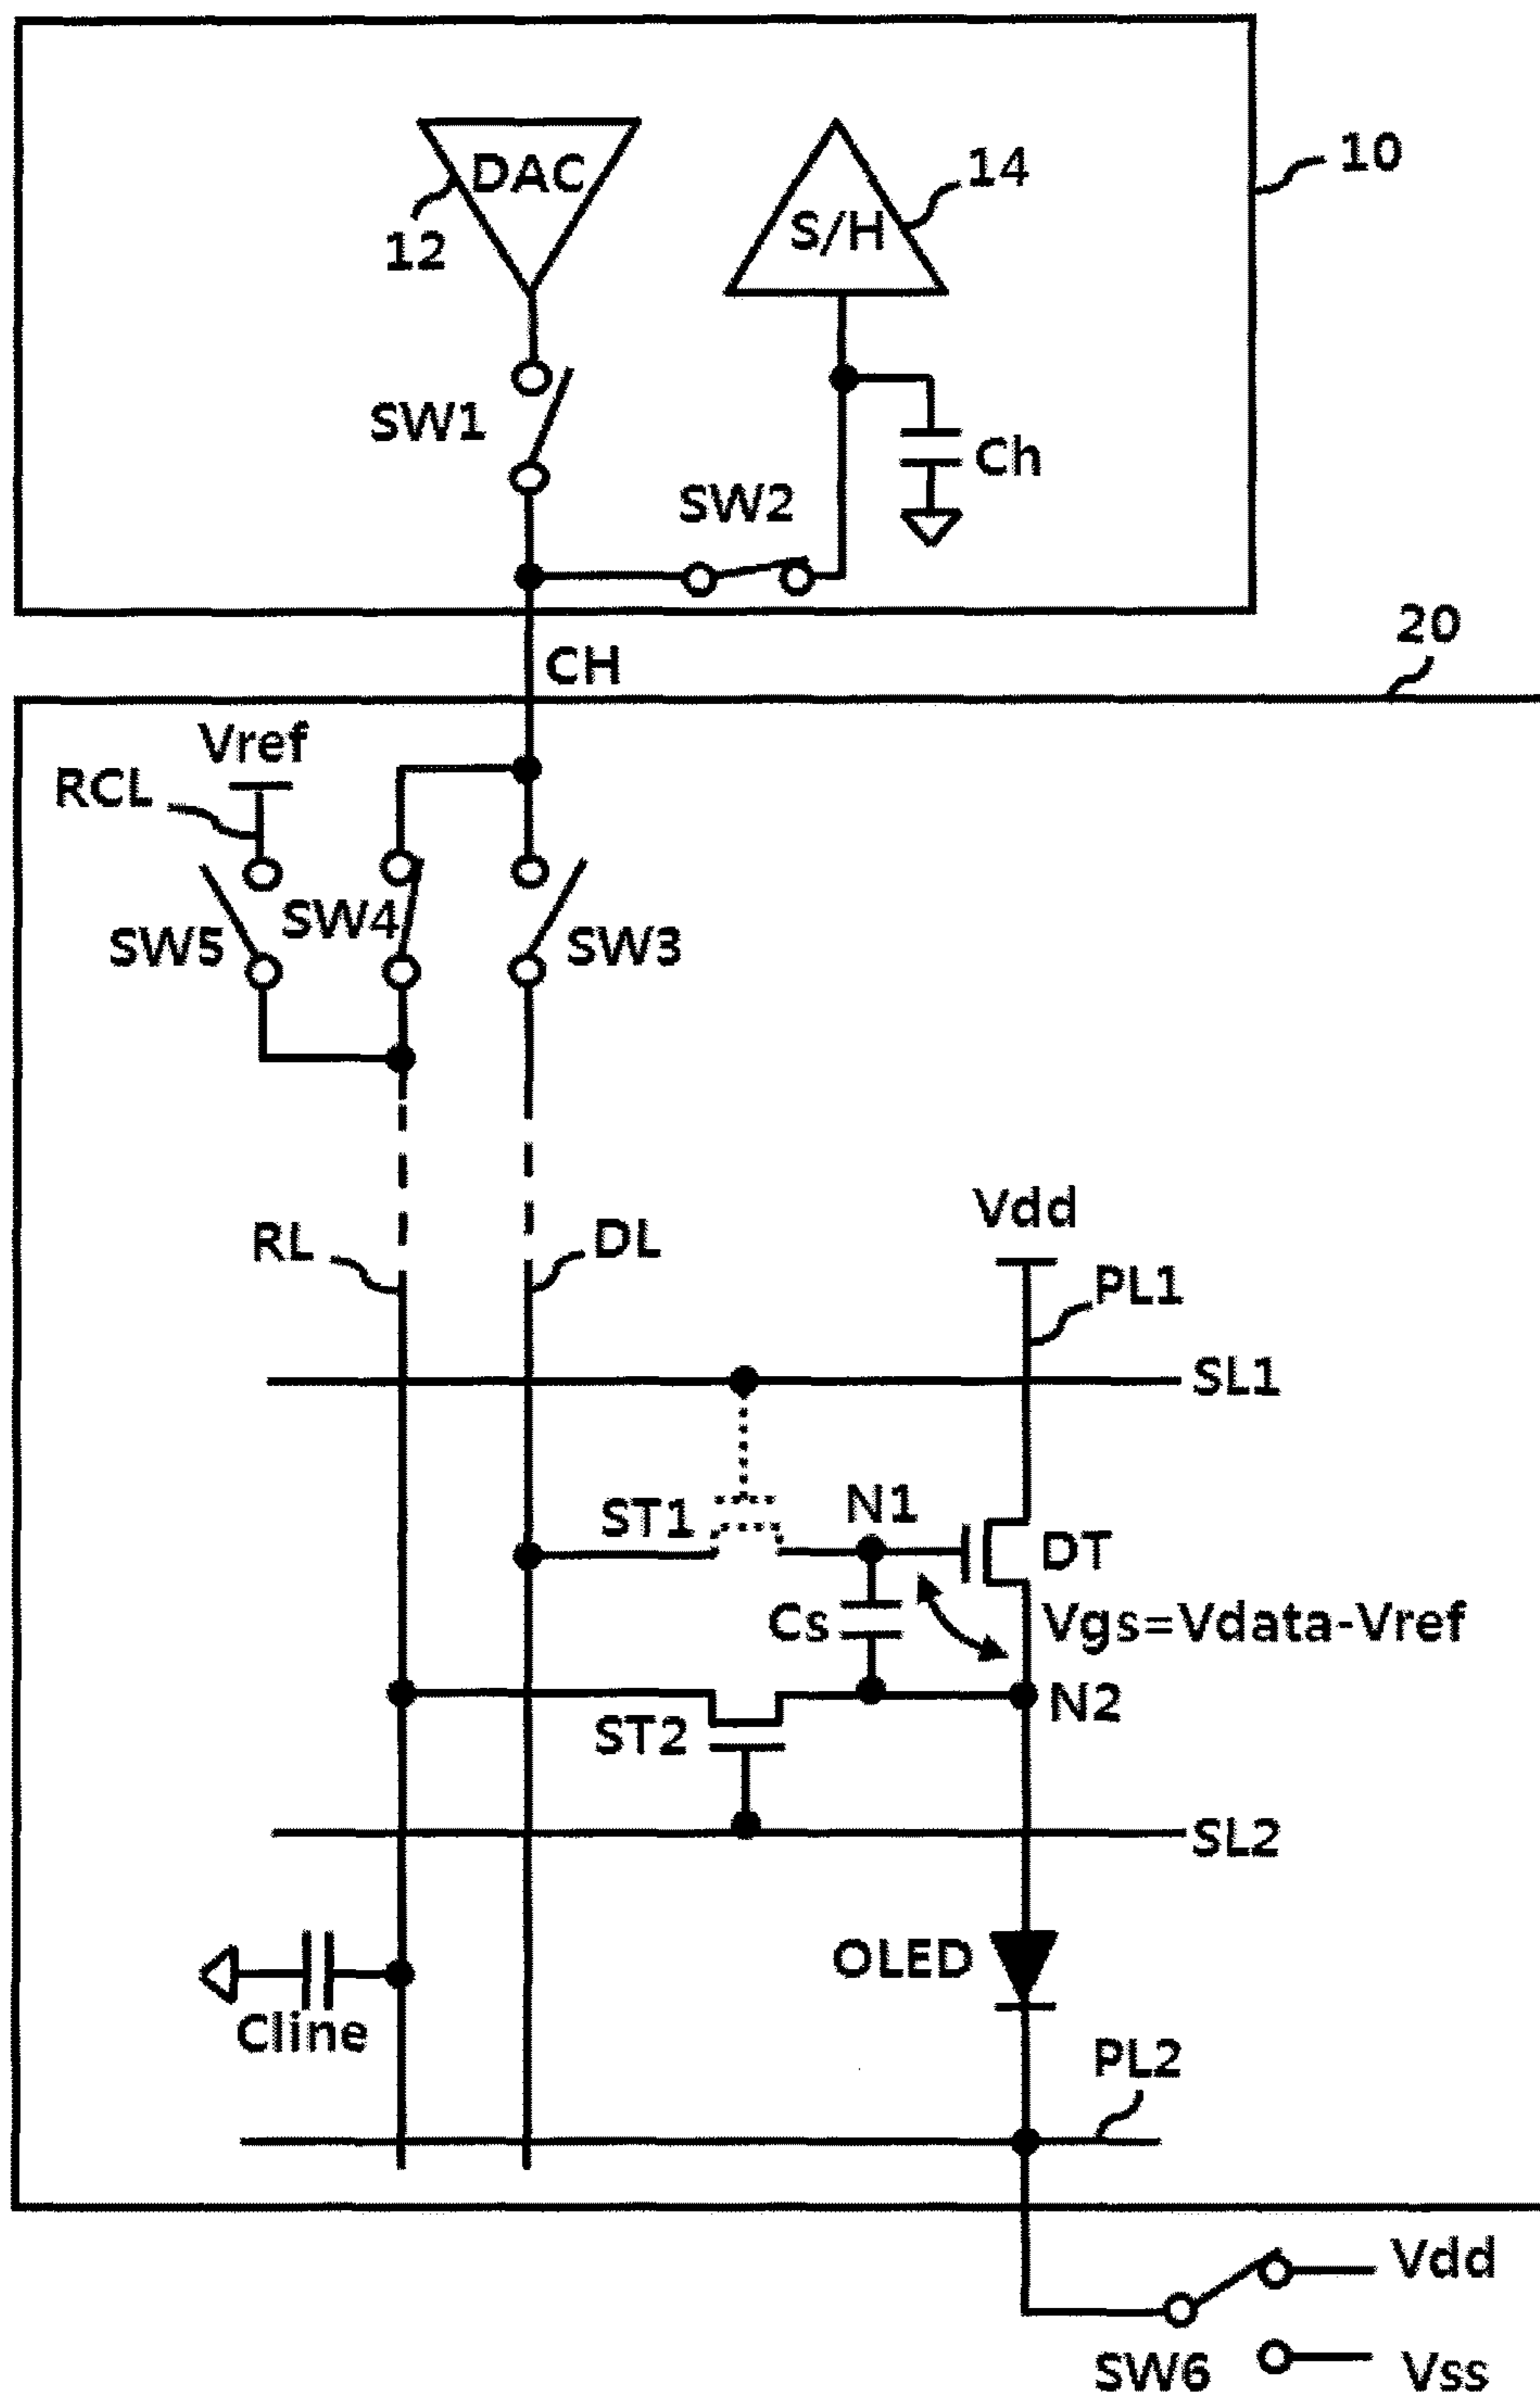 DAC
12
S/H
14
10
SW1
Ch
SW2
20
CH
Vref
RCL
SW5
SW4
SW3
RL
DL
Vdd
PL1
SL1
ST1
N1
DT
Cs
Vgs=Vdata-Vref
ST2
N2
SL2
OLED
Cline
PL2
Vdd
SW6
Vss